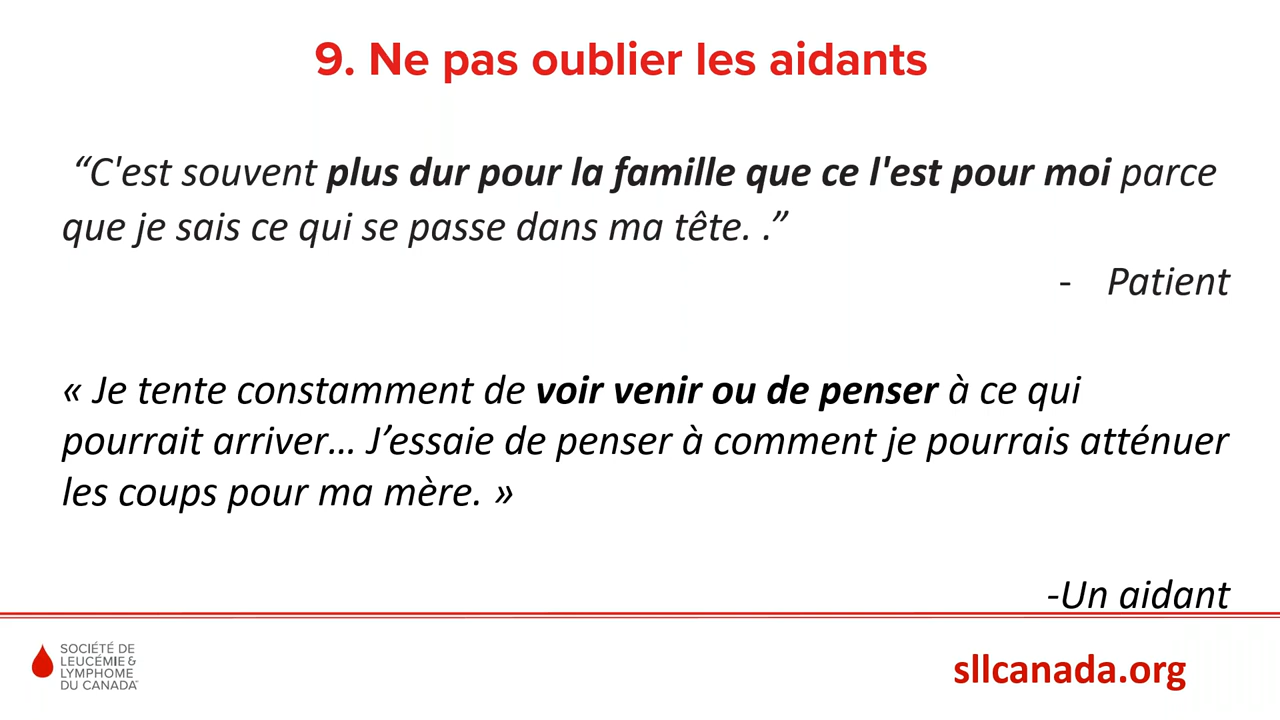 9. Ne pas oublier les aidants
“C'est souvent plus dur pour la famille que ce l'est pour moi parce
que je sais ce qui se passe dans ma tête. .”
- Patient
« Je tente constamment de voir venir ou de penser à ce qui
pourrait arriver… J’essaie de penser à comment je pourrais atténuer
les coups pour ma mère. »
-Un aidant
SOCIÉTÉ DE
LEUCÉMIE &
LYMPHOME
DU CANADA
sllcanada.org